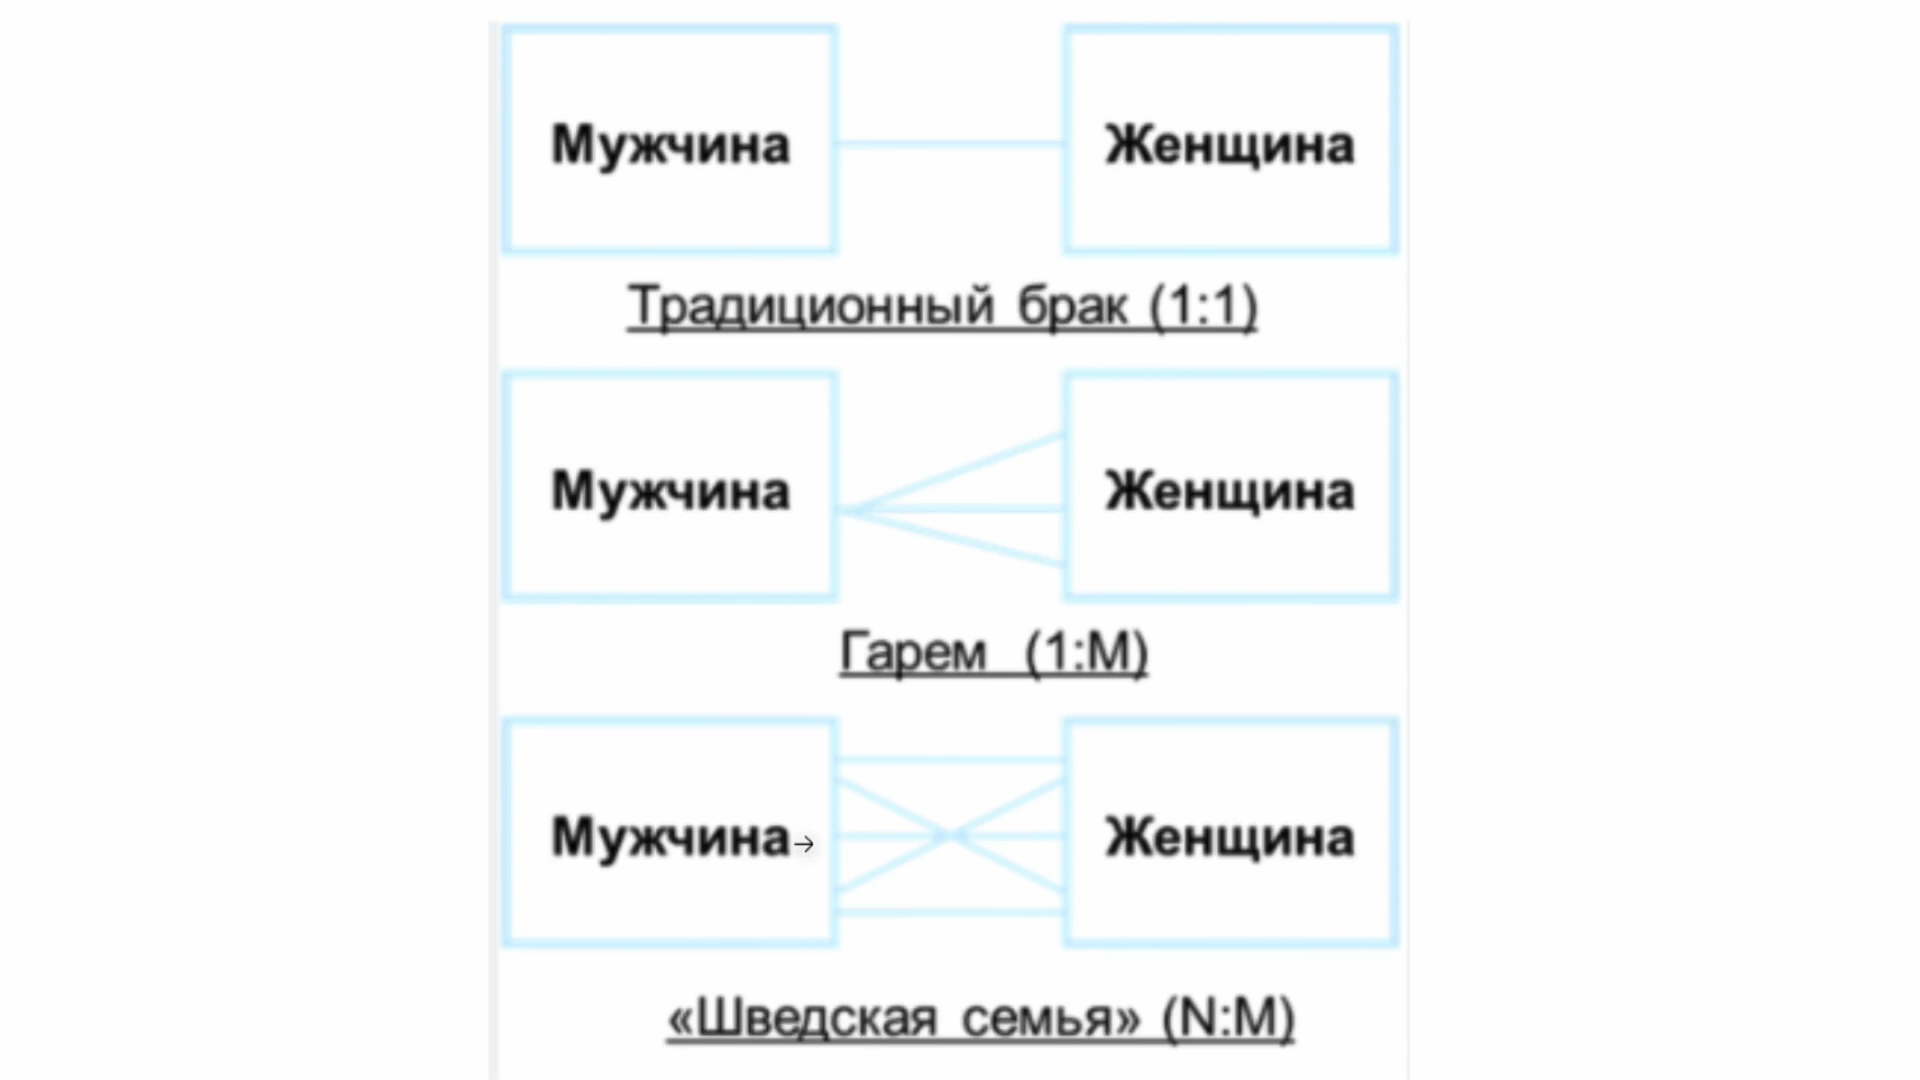 Мужчина Женщина
Традиционный брак (1:1)
Мужчина Женщина
Гарем (1:М)
Мужчина→ Женщина
«Шведская семья» (N:M)